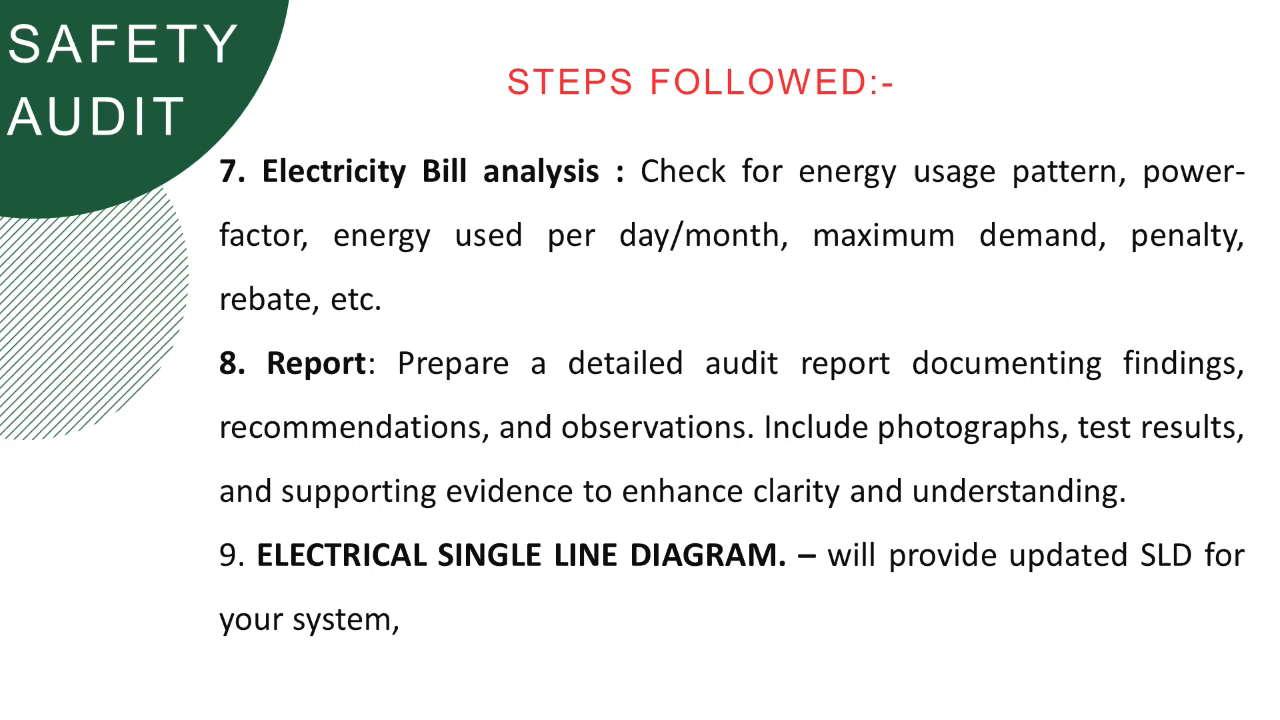 SAFETY
AUDIT
STEPS FOLLOWED:-
7. Electricity Bill analysis : Check for energy usage pattern, power-
factor, energy used per day/month, maximum demand, penalty,
rebate, etc.
8. Report: Prepare a detailed audit report documenting findings,
recommendations, and observations. Include photographs, test results,
and supporting evidence to enhance clarity and understanding.
9. ELECTRICAL SINGLE LINE DIAGRAM. – will provide updated SLD for
your system,